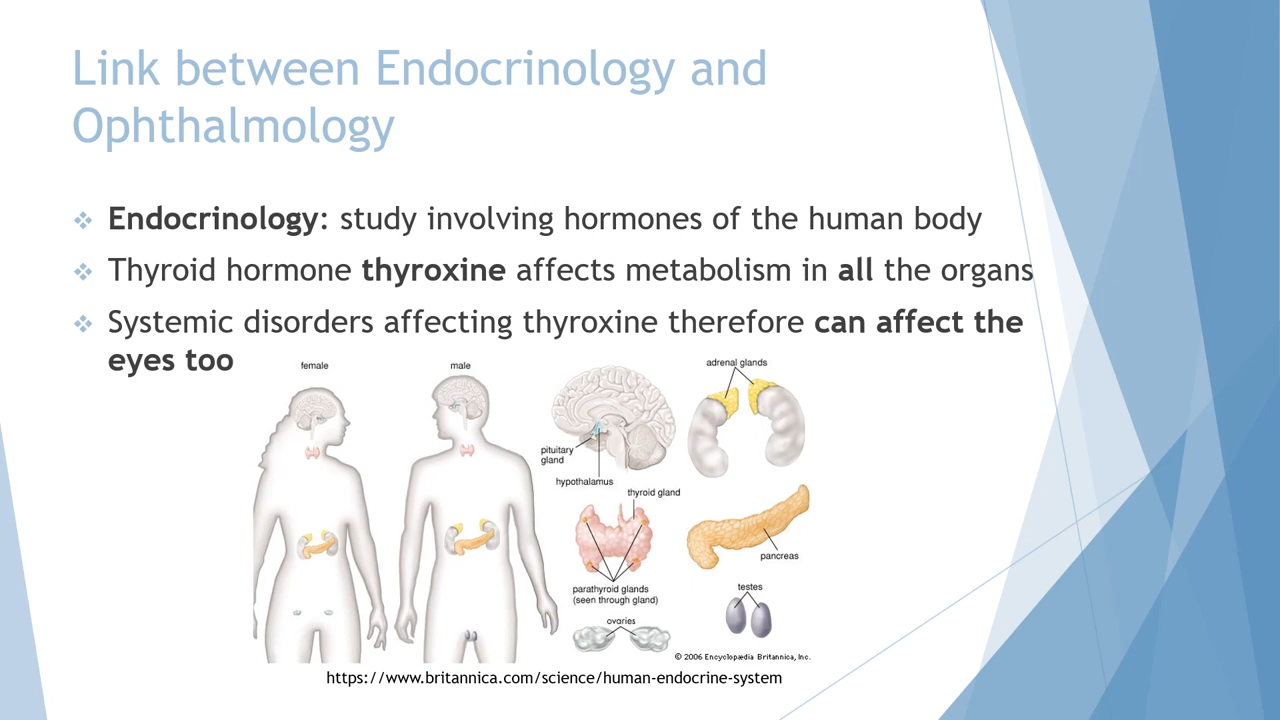 Link between Endocrinology and
Ophthalmology
Endocrinology: study involving hormones of the human body
Thyroid hormone thyroxine affects metabolism in all the organs
Systemic disorders affecting thyroxine therefore can affect the
eyes too
female
male
adrenal glands
pituitary
gland
hypothalamus
thyroid gland
pancreas
parathyroid glands
(seen through gland)
testes
ovaries
© 2006 Encyclopædia Britannica, Inc.
https://www.britannica.com/science/human-endocrine-system